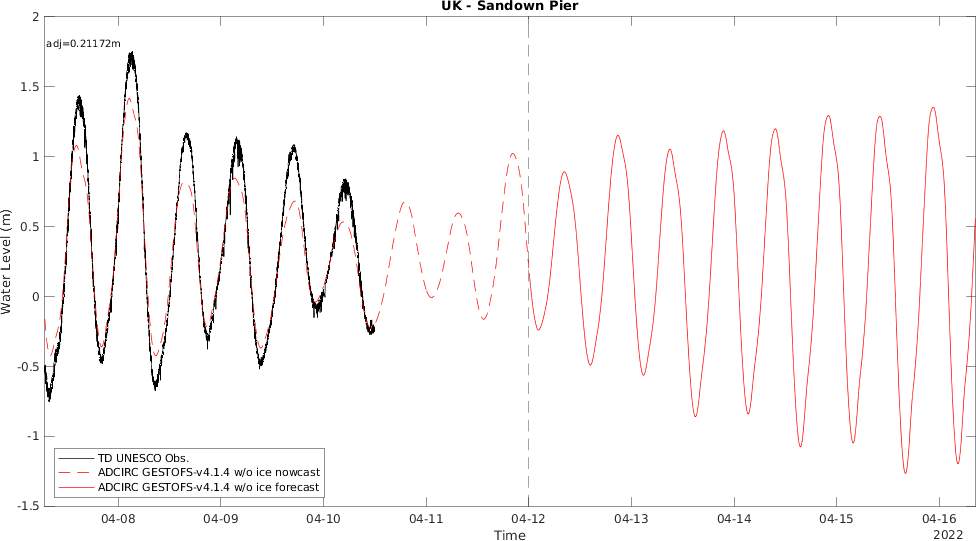 UK - Sandown Pier
adj=0.21172m
2
1.5
1
0.5
0
-0.5
-1
-1.5
Water Level (m)
TD UNESCO Obs.
ADCIRC GESTOFS-v4.1.4 w/o ice nowcast
ADCIRC GESTOFS-v4.1.4 w/o ice forecast
04-08 04-09 04-10 04-11 04-12 04-13 04-14 04-15 04-16
Time
2022